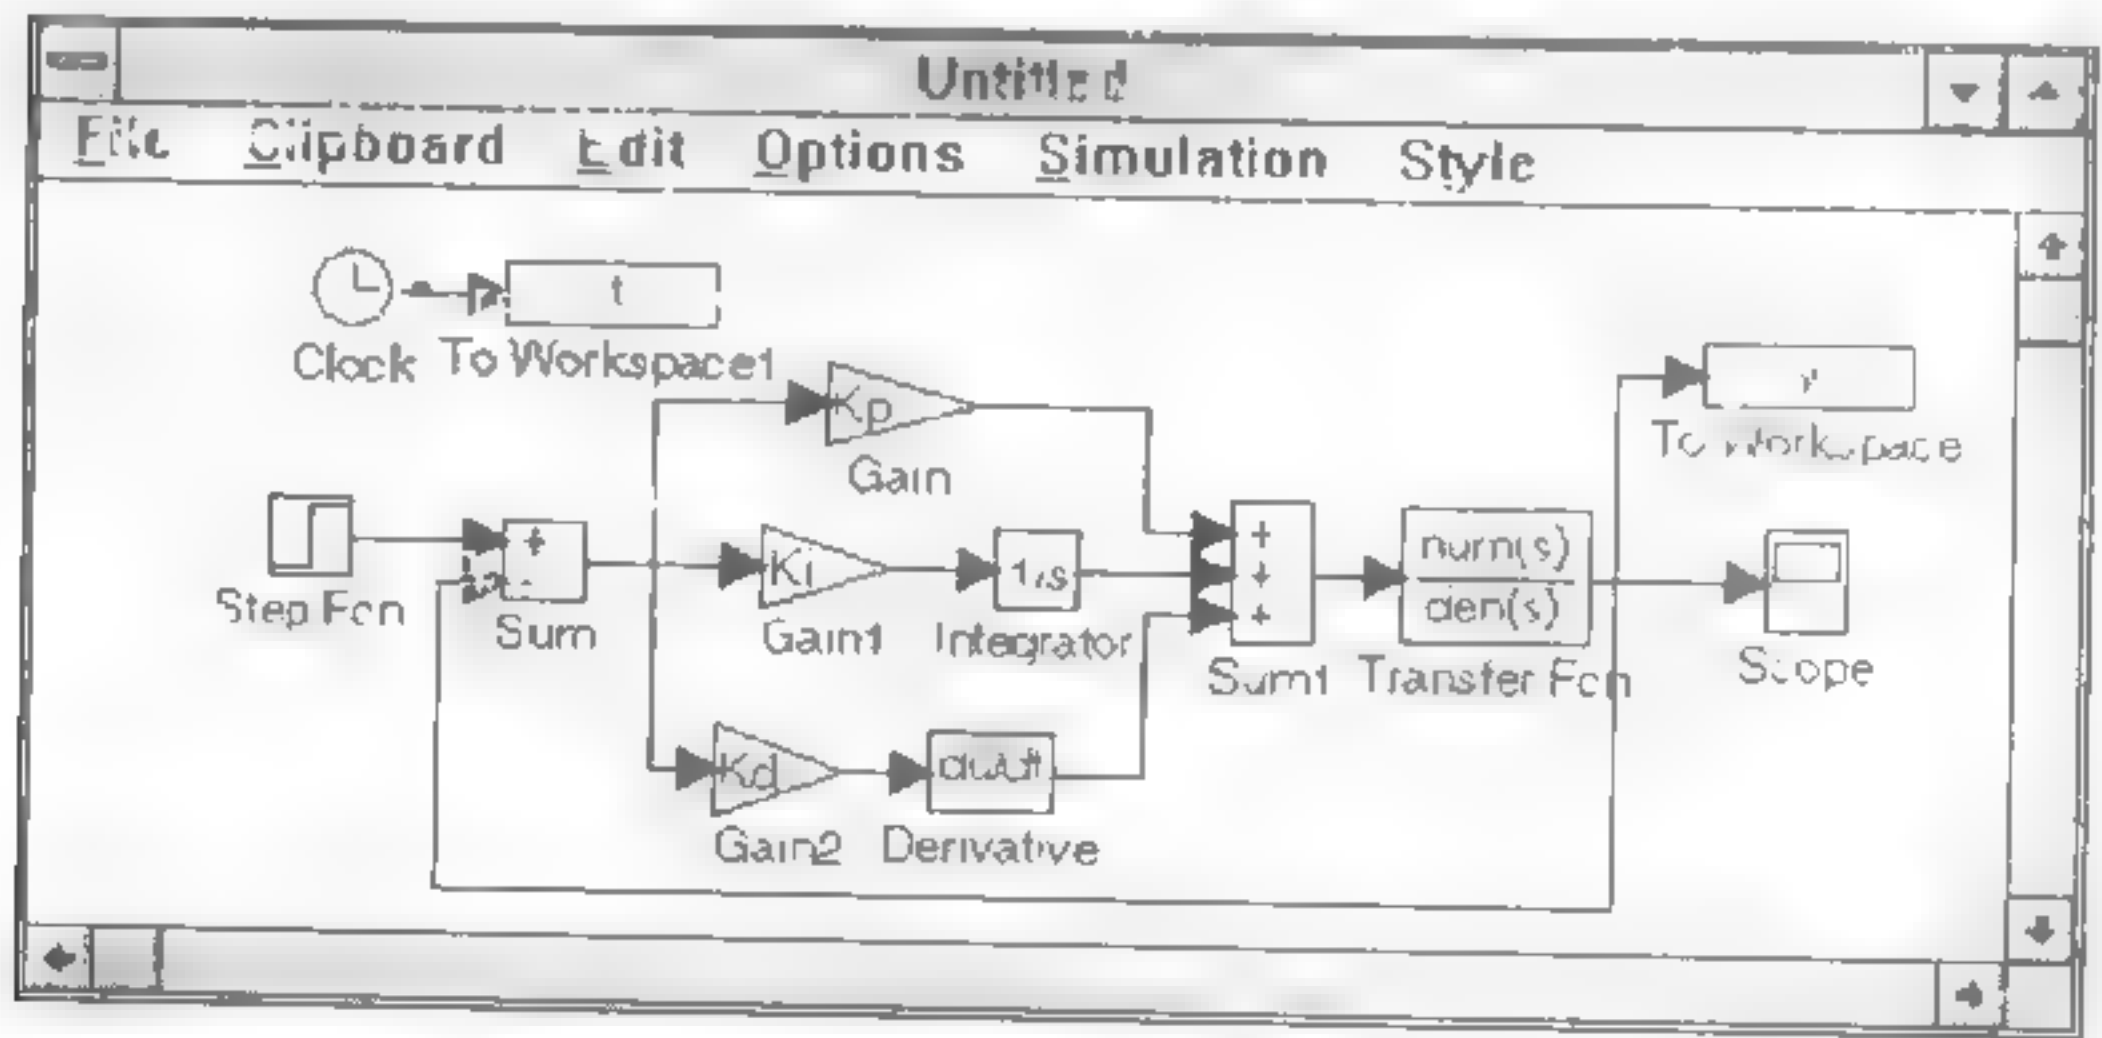 Untitled
File Clipboard Edit Options Simulation Style
t
Clock To Workspace1
Kp
Gain
y
To Workspace
Step Fcn
+
-
Sum
Ki
Gain1
1/s
Integrator
+
+
+
Sum1
num(s)
den(s)
Transfer Fcn
Scope
Kd
Gain2
du/dt
Derivative